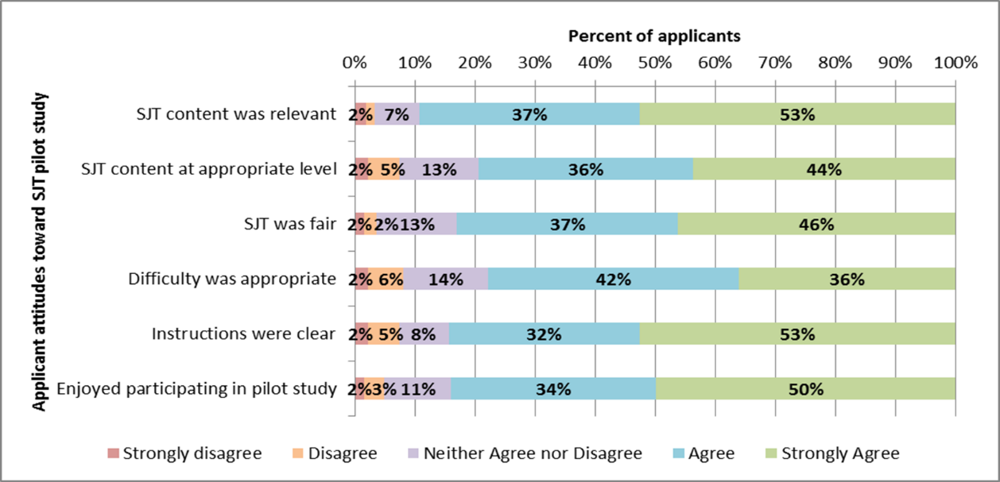 Percent of applicants
0% 10% 20% 30% 40% 50% 60% 70% 80% 90% 100%
Applicant attitudes toward SJT pilot study
SJT content was relevant 2% 7% 37% 53%
SJT content at appropriate level 2% 5% 13% 36% 44%
SJT was fair 2% 2% 13% 37% 46%
Difficulty was appropriate 2% 6% 14% 42% 36%
Instructions were clear 2% 5% 8% 32% 53%
Enjoyed participating in pilot study 2% 3% 11% 34% 50%
Strongly disagree Disagree Neither Agree nor Disagree Agree Strongly Agree